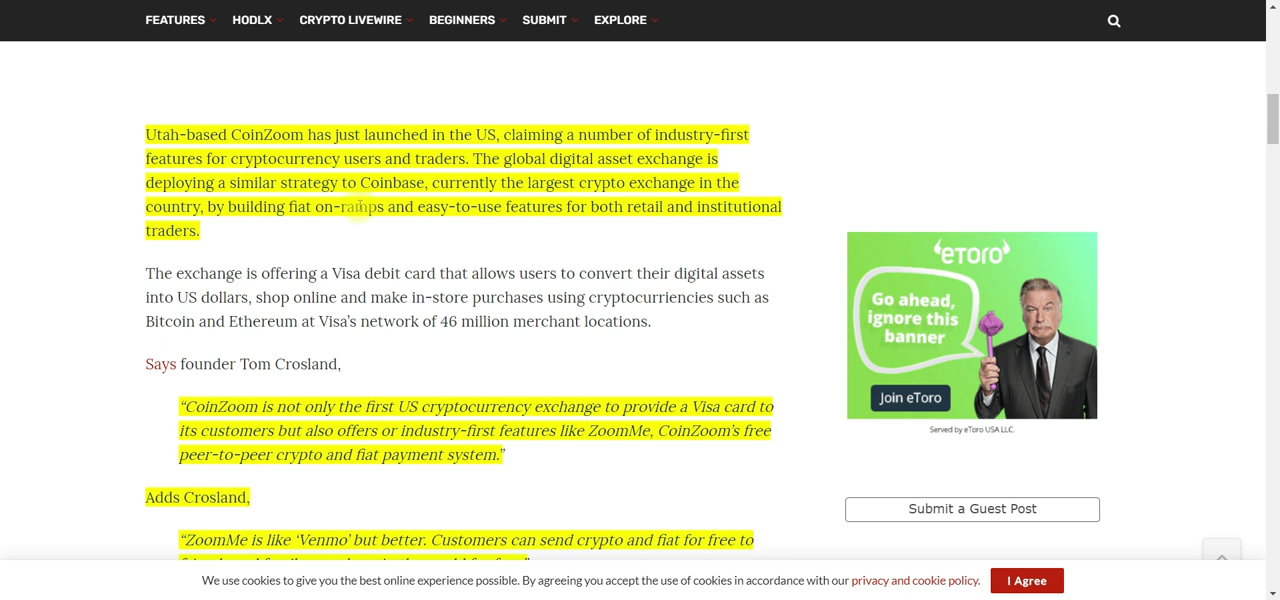 FEATURES HODLX CRYPTO LIVEWIRE BEGINNERS SUBMIT EXPLORE
Utah-based CoinZoom has just launched in the US, claiming a number of industry-first
features for cryptocurrency users and traders. The global digital asset exchange is
deploying a similar strategy to Coinbase, currently the largest crypto exchange in the
country, by building fiat on-ramps and easy-to-use features for both retail and institutional
traders.
The exchange is offering a Visa debit card that allows users to convert their digital assets
into US dollars, shop online and make in-store purchases using cryptocurriencies such as
Bitcoin and Ethereum at Visa's network of 46 million merchant locations.
Says founder Tom Crosland,
“CoinZoom is not only the first US cryptocurrency exchange to provide a Visa card to
its customers but also offers or industry-first features like ZoomMe, CoinZoom's free
peer-to-peer crypto and fiat payment system.”
Adds Crosland,
“ZoomMe is like ‘Venmo’ but better. Customers can send crypto and fiat for free to
eToro
Go ahead,
ignore this
banner
Join eToro
Served by eToro USA LLC.
Submit a Guest Post
We use cookies to give you the best online experience possible. By agreeing you accept the use of cookies in accordance with our privacy and cookie policy.
I Agree